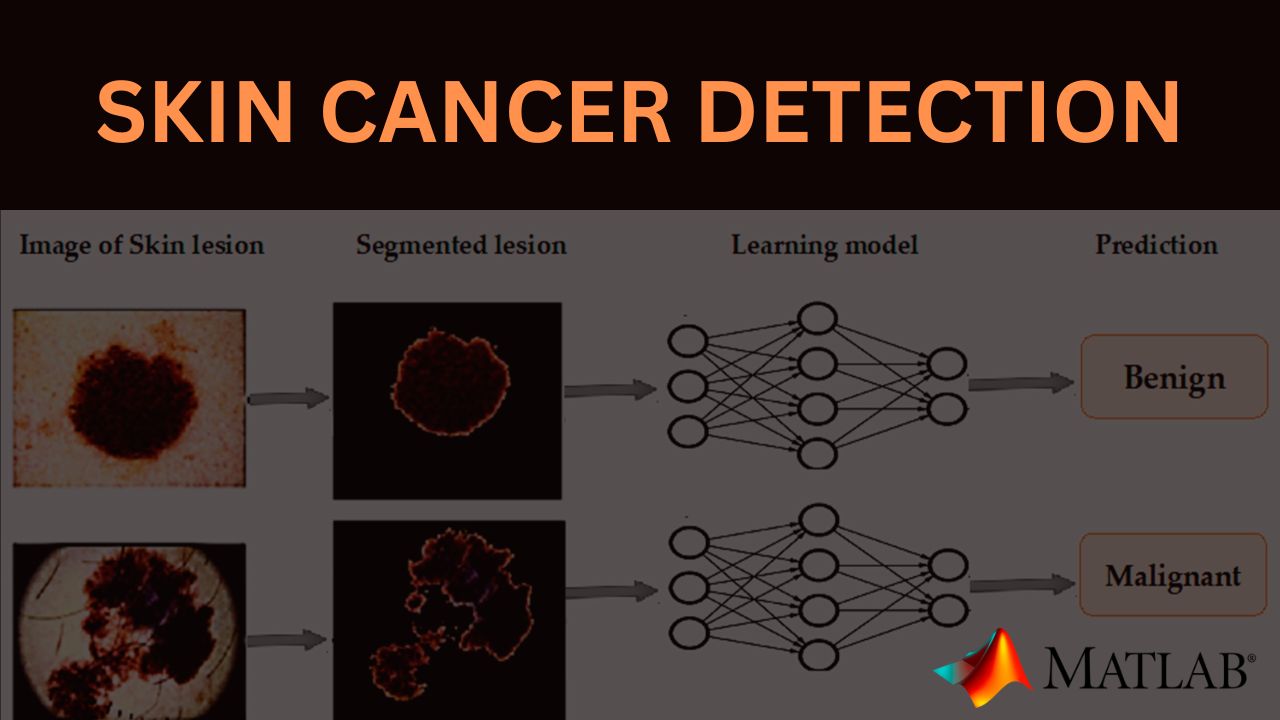 SKIN CANCER DETECTION
Image of Skin lesion
Segmented lesion
Learning model
Prediction
Benign
Malignant
MATLAB®